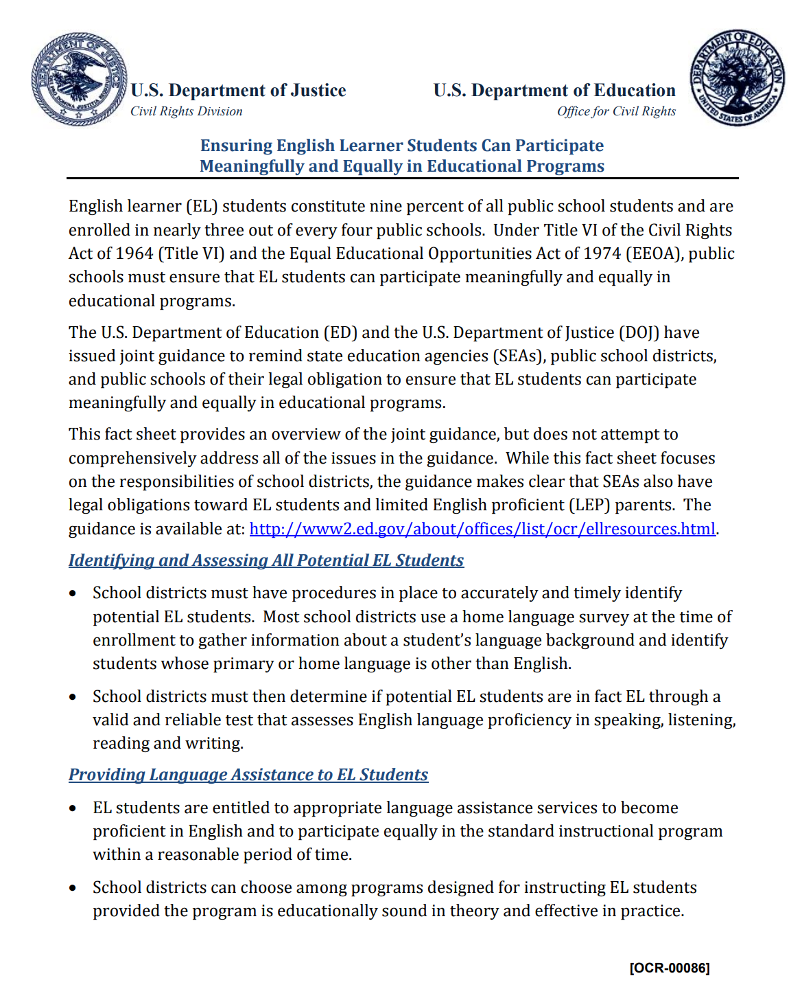 U.S. Department of Justice
Civil Rights Division
U.S. Department of Education
Office for Civil Rights
Ensuring English Learner Students Can Participate
Meaningfully and Equally in Educational Programs
English learner (EL) students constitute nine percent of all public school students and are
enrolled in nearly three out of every four public schools.  Under Title VI of the Civil Rights
Act of 1964 (Title VI) and the Equal Educational Opportunities Act of 1974 (EEOA), public
schools must ensure that EL students can participate meaningfully and equally in
educational programs.
The U.S. Department of Education (ED) and the U.S. Department of Justice (DOJ) have
issued joint guidance to remind state education agencies (SEAs), public school districts,
and public schools of their legal obligation to ensure that EL students can participate
meaningfully and equally in educational programs.
This fact sheet provides an overview of the joint guidance, but does not attempt to
comprehensively address all of the issues in the guidance.  While this fact sheet focuses
on the responsibilities of school districts, the guidance makes clear that SEAs also have
legal obligations toward EL students and limited English proficient (LEP) parents.  The
guidance is available at: http://www2.ed.gov/about/offices/list/ocr/ellresources.html.
Identifying and Assessing All Potential EL Students
• School districts must have procedures in place to accurately and timely identify
potential EL students.  Most school districts use a home language survey at the time of
enrollment to gather information about a student’s language background and identify
students whose primary or home language is other than English.
• School districts must then determine if potential EL students are in fact EL through a
valid and reliable test that assesses English language proficiency in speaking, listening,
reading and writing.
Providing Language Assistance to EL Students
• EL students are entitled to appropriate language assistance services to become
proficient in English and to participate equally in the standard instructional program
within a reasonable period of time.
• School districts can choose among programs designed for instructing EL students
provided the program is educationally sound in theory and effective in practice.
[OCR-00086]
DEPARTMENT OF JUSTICE
DEPARTMENT OF EDUCATION
UNITED STATES OF AMERICA